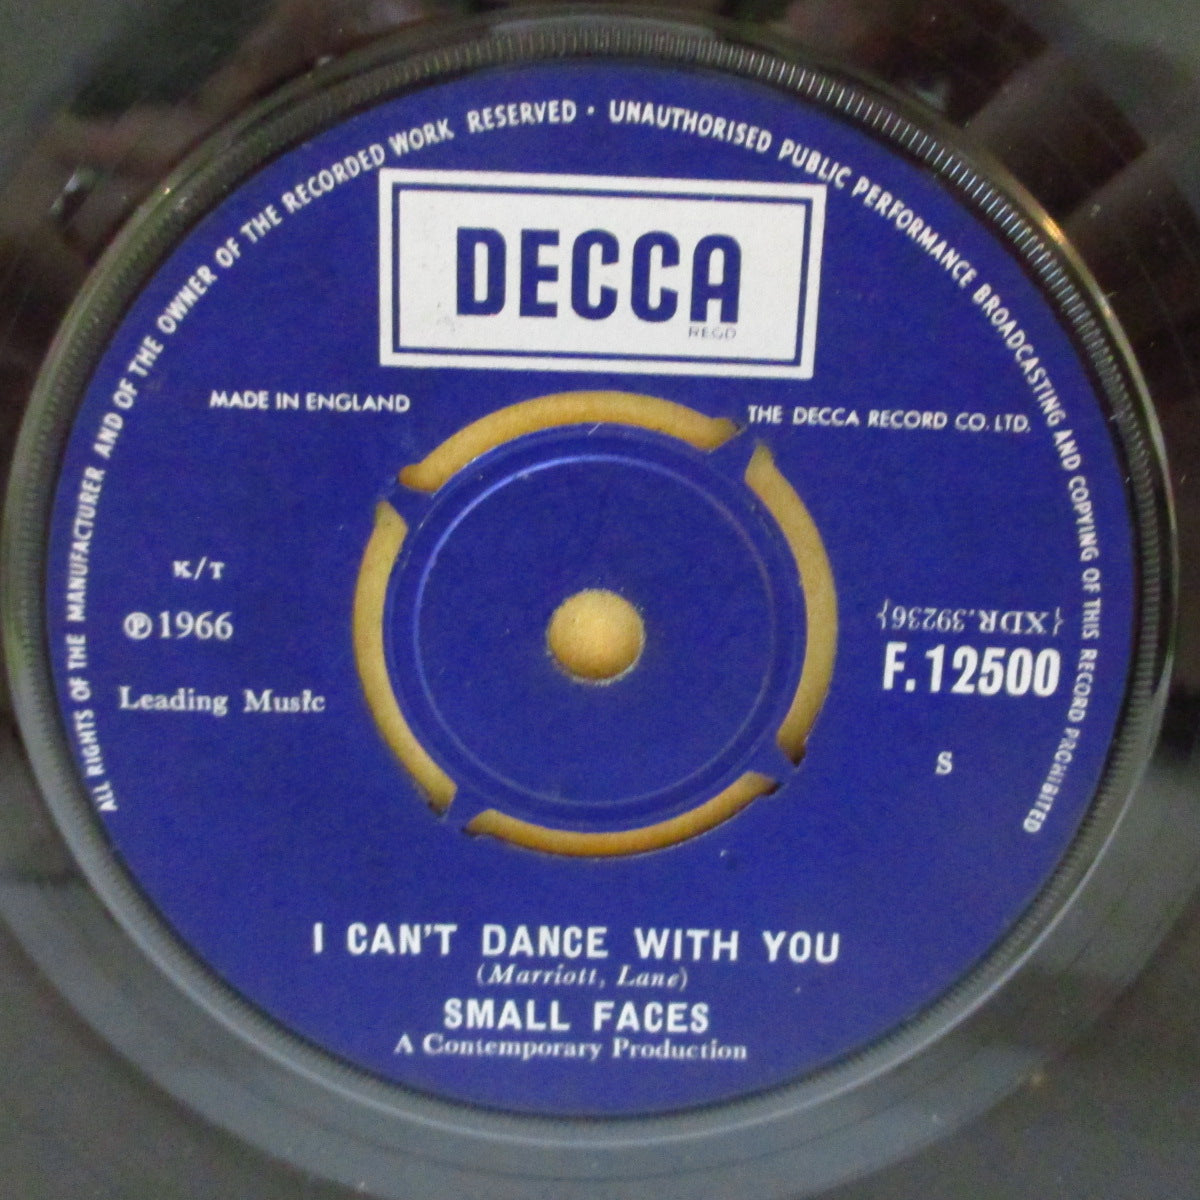 ALL RIGHTS OF THE MANUFACTURER AND OF THE OWNER OF THE RECORDED WORK RESERVED · UNAUTHORISED PUBLIC PERFORMANCE BROADCASTING AND COPYING OF THIS RECORD PROHIBITED
DECCA
REGD
MADE IN ENGLAND
THE DECCA RECORD CO. LTD.
K/T
℗ 1966
Leading Music
{XDR.39236}
F.12500
S
I CAN'T DANCE WITH YOU
(Marriott, Lane)
SMALL FACES
A Contemporary Production